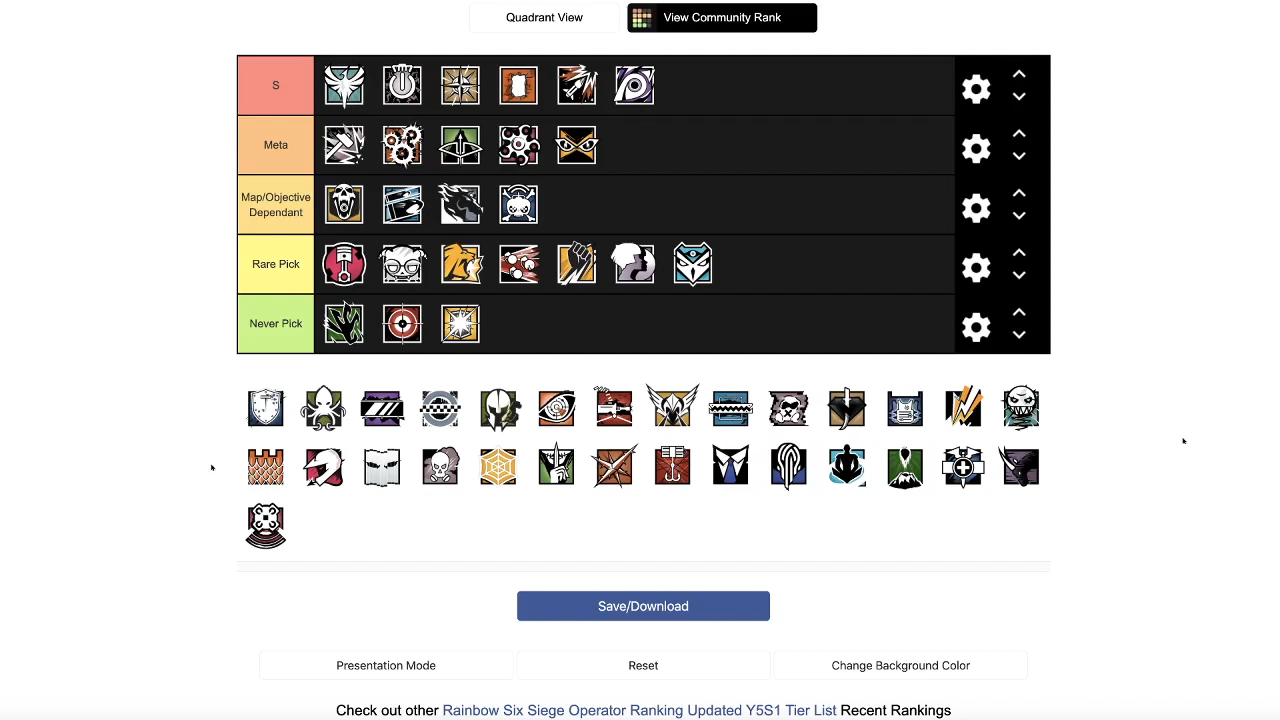 Quadrant View
View Community Rank
S
Meta
Map/Objective
Dependant
Rare Pick
Never Pick
Save/Download
Presentation Mode
Reset
Change Background Color
Check out other Rainbow Six Siege Operator Ranking Updated Y5S1 Tier List Recent Rankings